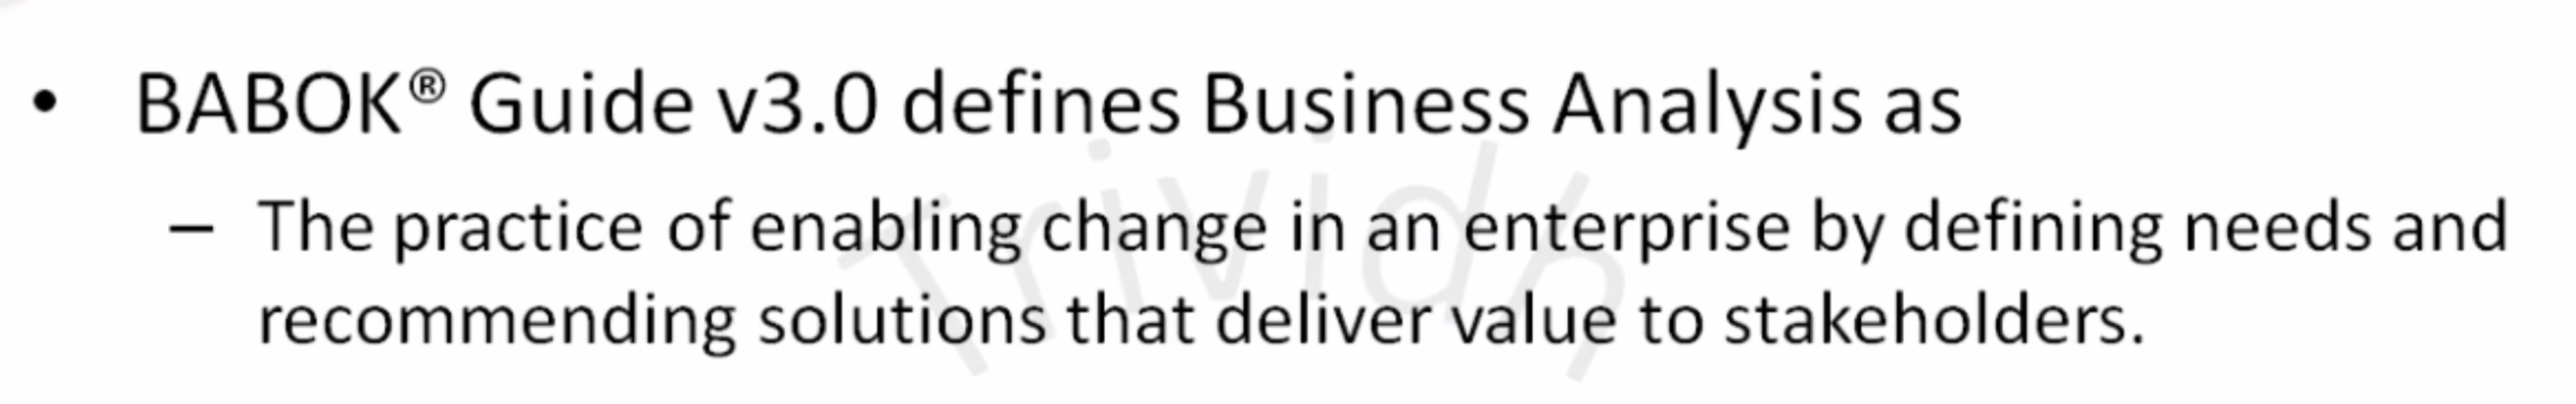 • BABOK® Guide v3.0 defines Business Analysis as
– The practice of enabling change in an enterprise by defining needs and
recommending solutions that deliver value to stakeholders.
Trividh